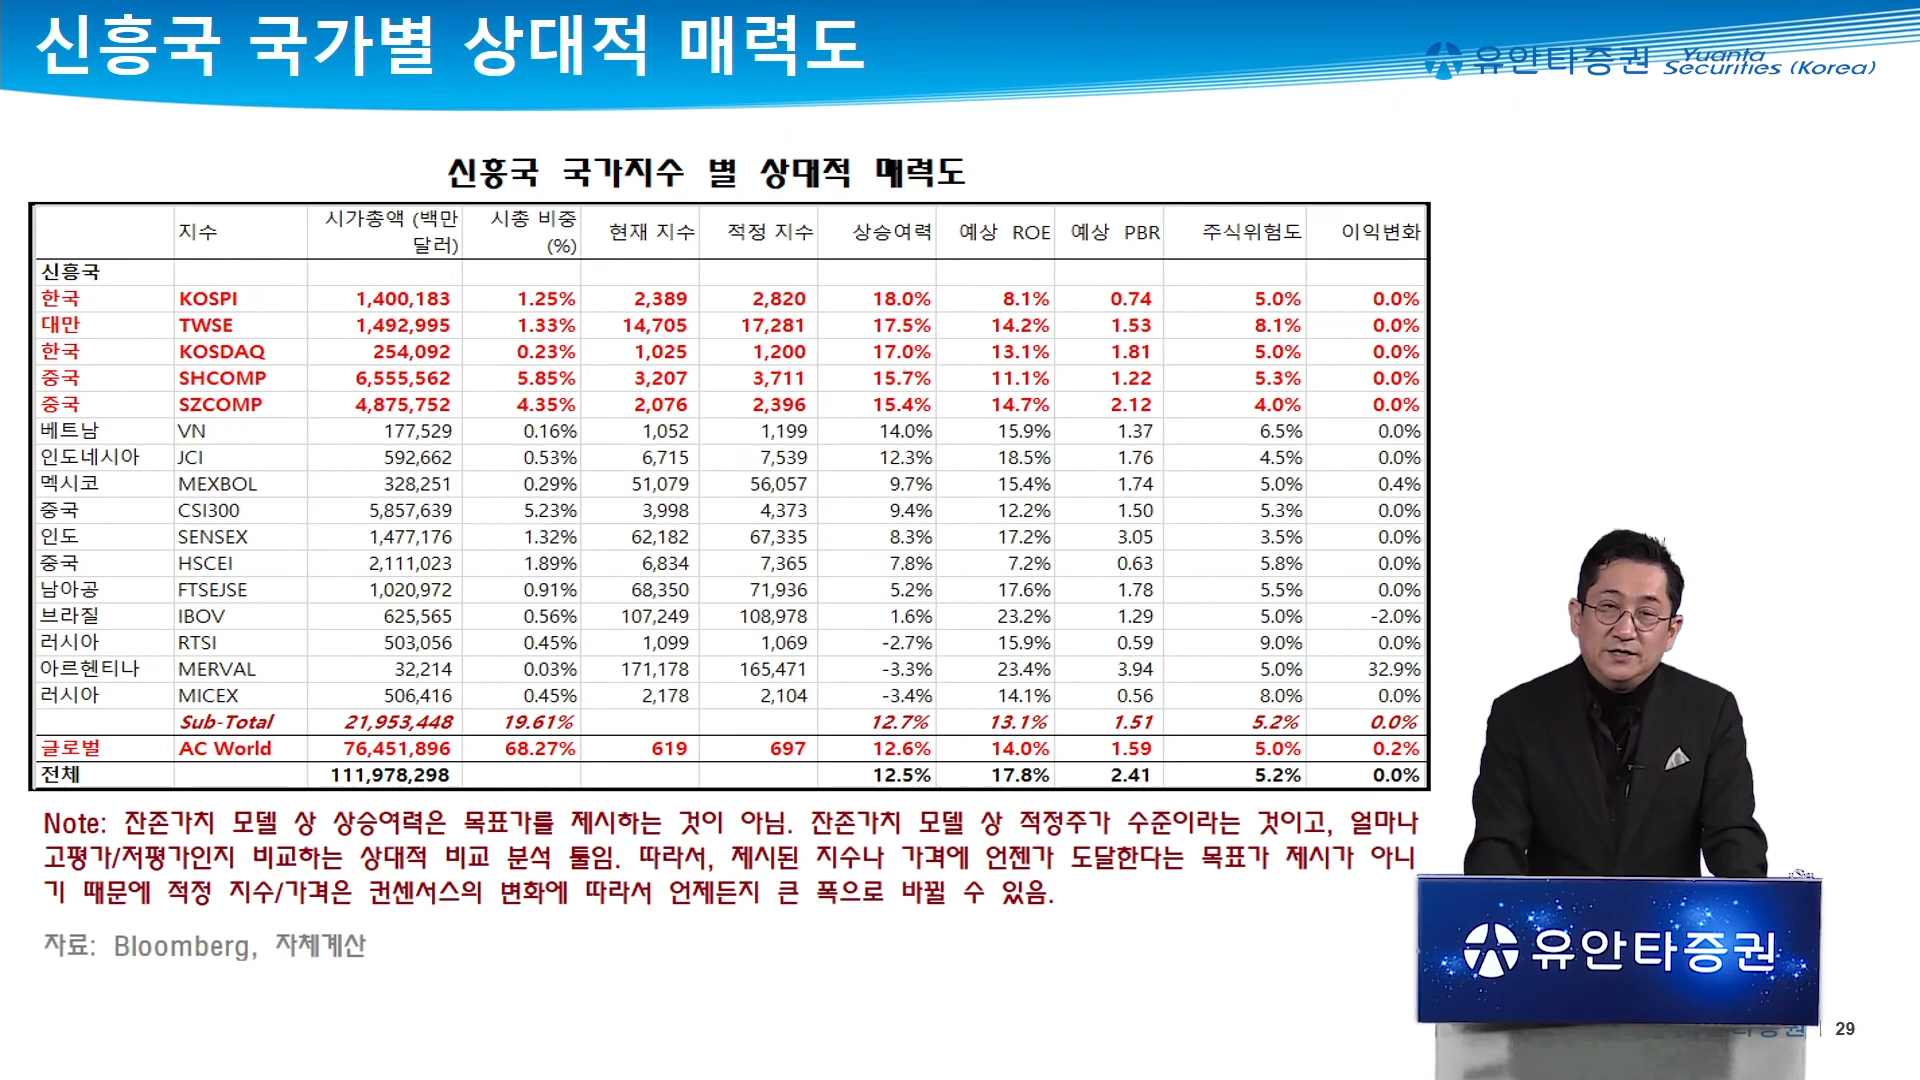 신흥국 국가별 상대적 매력도
유안타증권 Yuanta Securities (Korea)
신흥국 국가지수 별 상대적 매력도
지수 시가총액 (백만 달러) 시총 비중 (%) 현재 지수 적정 지수 상승여력 예상 ROE 예상 PBR 주식위험도 이익변화
신흥국
한국 KOSPI 1,400,183 1.25% 2,389 2,820 18.0% 8.1% 0.74 5.0% 0.0%
대만 TWSE 1,492,995 1.33% 14,705 17,281 17.5% 14.2% 1.53 8.1% 0.0%
한국 KOSDAQ 254,092 0.23% 1,025 1,200 17.0% 13.1% 1.81 5.0% 0.0%
중국 SHCOMP 6,555,562 5.85% 3,207 3,711 15.7% 11.1% 1.22 5.3% 0.0%
중국 SZCOMP 4,875,752 4.35% 2,076 2,396 15.4% 14.7% 2.12 4.0% 0.0%
베트남 VN 177,529 0.16% 1,052 1,199 14.0% 15.9% 1.37 6.5% 0.0%
인도네시아 JCI 592,662 0.53% 6,715 7,539 12.3% 18.5% 1.76 4.5% 0.0%
멕시코 MEXBOL 328,251 0.29% 51,079 56,057 9.7% 15.4% 1.74 5.0% 0.4%
중국 CSI300 5,857,639 5.23% 3,998 4,373 9.4% 12.2% 1.50 5.3% 0.0%
인도 SENSEX 1,477,176 1.32% 62,182 67,335 8.3% 17.2% 3.05 3.5% 0.0%
중국 HSCEI 2,111,023 1.89% 6,834 7,365 7.8% 7.2% 0.63 5.8% 0.0%
남아공 FTSEJSE 1,020,972 0.91% 68,350 71,936 5.2% 17.6% 1.78 5.5% 0.0%
브라질 IBOV 625,565 0.56% 107,249 108,978 1.6% 23.2% 1.29 5.0% -2.0%
러시아 RTSI 503,056 0.45% 1,099 1,069 -2.7% 15.9% 0.59 9.0% 0.0%
아르헨티나 MERVAL 32,214 0.03% 171,178 165,471 -3.3% 23.4% 3.94 5.0% 32.9%
러시아 MICEX 506,416 0.45% 2,178 2,104 -3.4% 14.1% 0.56 8.0% 0.0%
Sub-Total 21,953,448 19.61% 12.7% 13.1% 1.51 5.2% 0.0%
글로벌 AC World 76,451,896 68.27% 619 697 12.6% 14.0% 1.59 5.0% 0.2%
전체 111,978,298 12.5% 17.8% 2.41 5.2% 0.0%
Note: 잔존가치 모델 상 상승여력은 목표가를 제시하는 것이 아님. 잔존가치 모델 상 적정주가 수준이라는 것이고, 얼마나
고평가/저평가인지 비교하는 상대적 비교 분석 툴임. 따라서, 제시된 지수나 가격에 언젠가 도달한다는 목표가 제시가 아니
기 때문에 적정 지수/가격은 컨센서스의 변화에 따라서 언제든지 큰 폭으로 바뀔 수 있음.
자료: Bloomberg, 자체계산
유안타증권
29